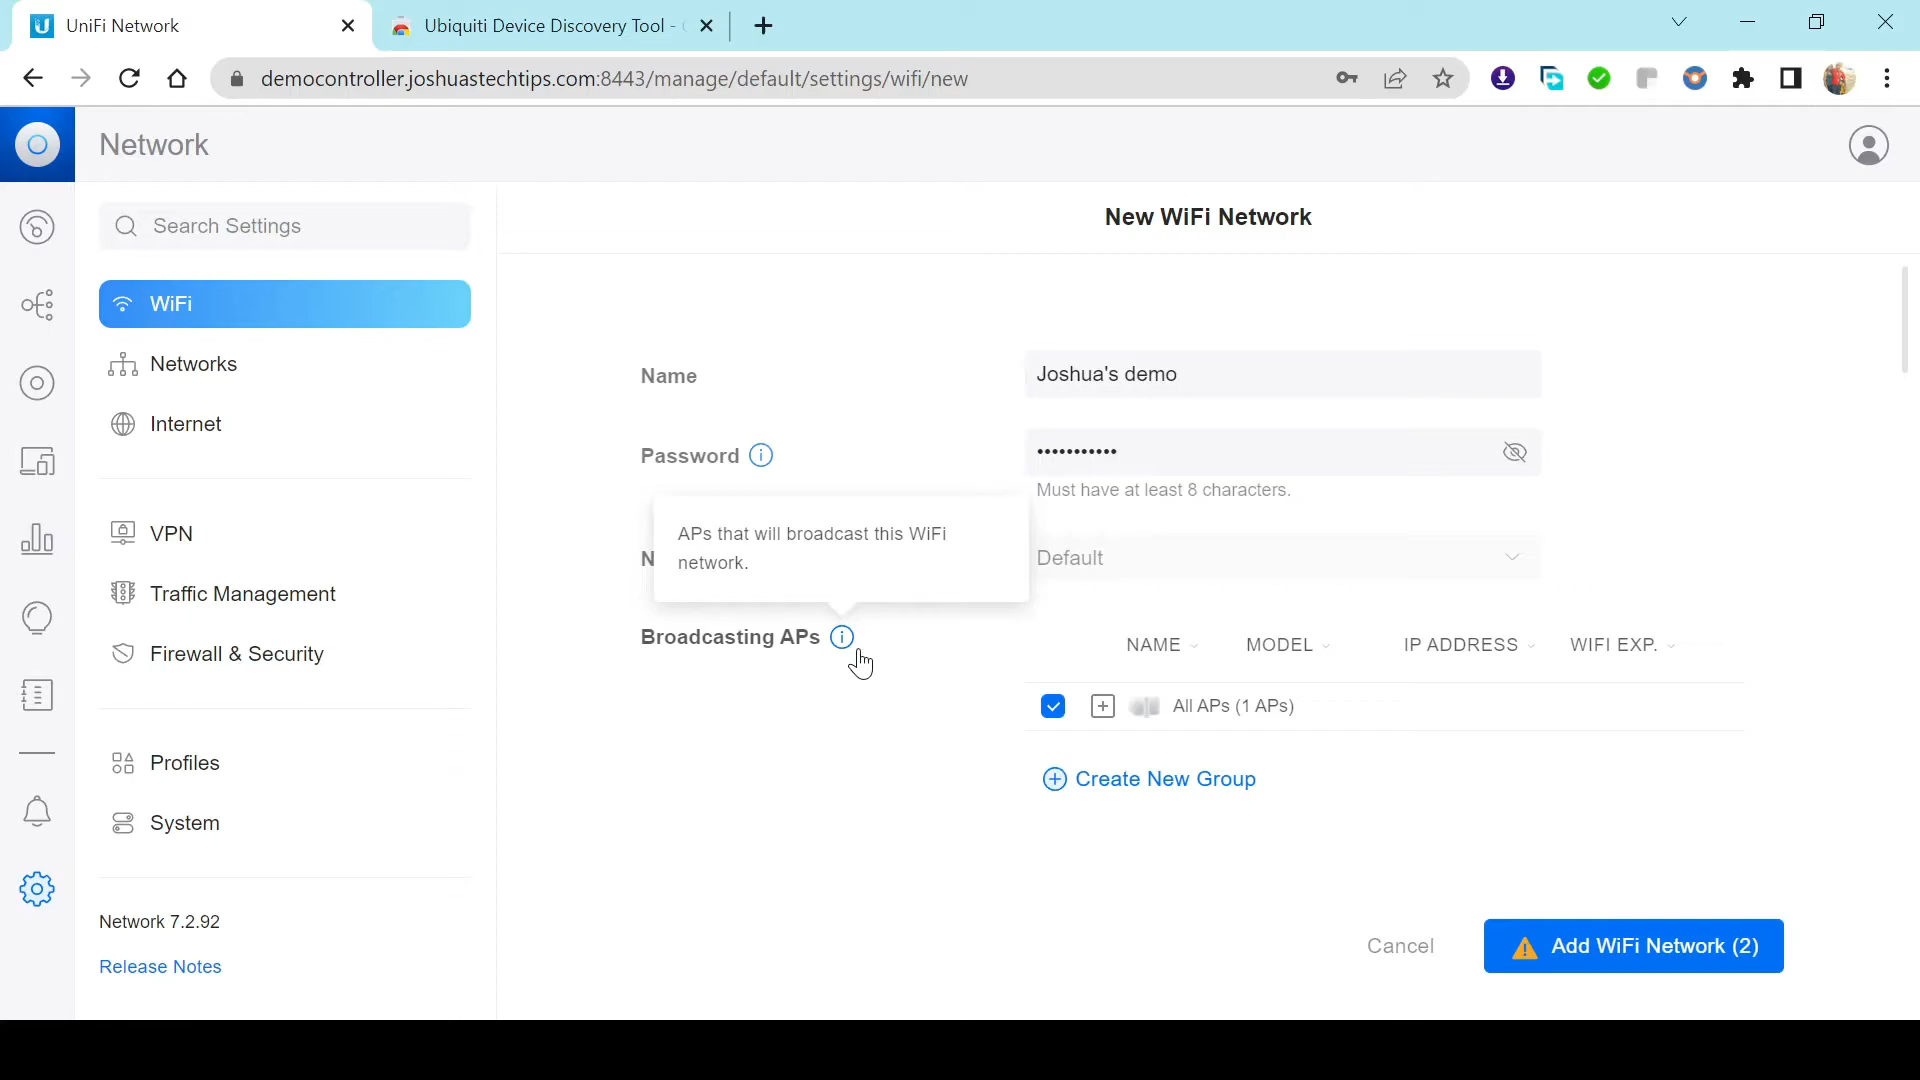 UniFi Network
Ubiquiti Device Discovery Tool -
democontroller.joshuastechtips.com:8443/manage/default/settings/wifi/new
Network
Search Settings
WiFi
Networks
Internet
VPN
Traffic Management
Firewall & Security
Profiles
System
Network 7.2.92
Release Notes
New WiFi Network
Name
Joshua's demo
Password
•••••••••••
Must have at least 8 characters.
APs that will broadcast this WiFi
network.
N
Default
Broadcasting APs
NAME MODEL IP ADDRESS WIFI EXP.
All APs (1 APs)
Create New Group
Cancel
Add WiFi Network (2)